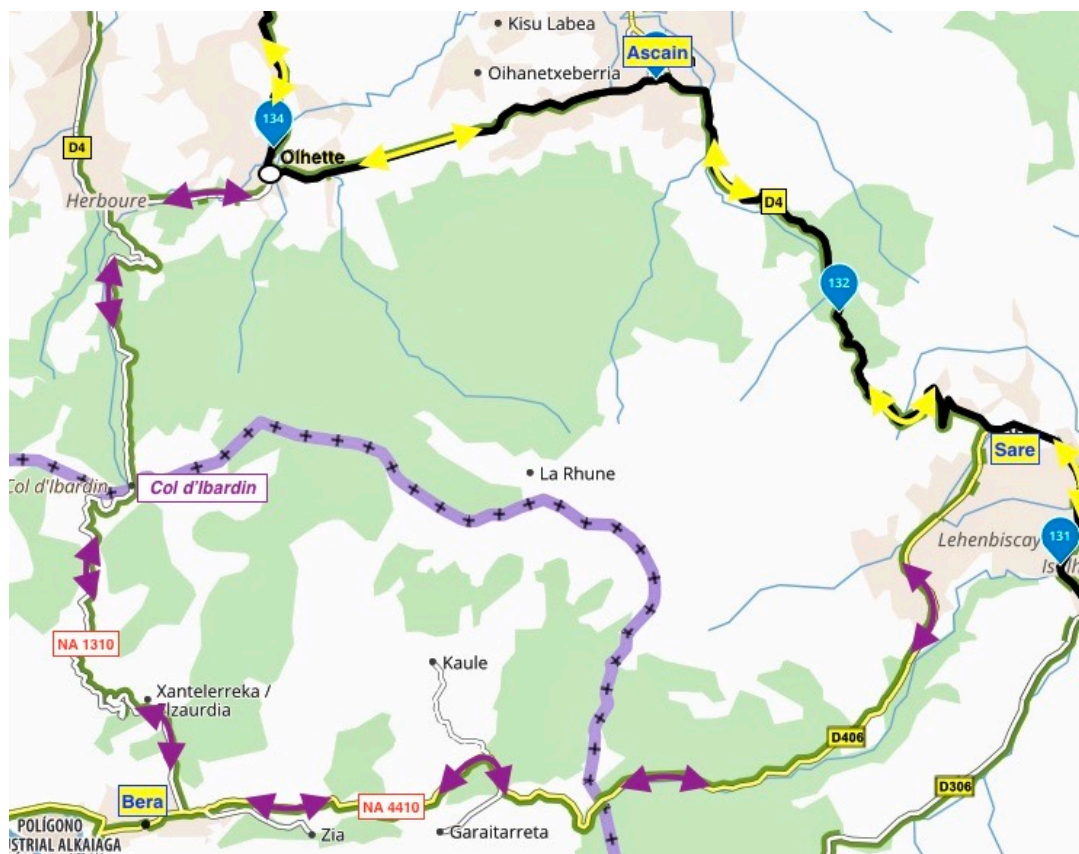 Kisu Labea
Ascain
Oihanetxeberria
134
D4
Olhette
Herboure
D4
132
Sare
La Rhune
Col d'Ibardin
Col d'Ibardin
131
Lehenbiscay
NA 1310
Kaule
Xantelerreka /
Elzaurdia
D406
D306
Bera
NA 4410
POLÍGONO
Zia
Garaitarreta
ALKAIAGA